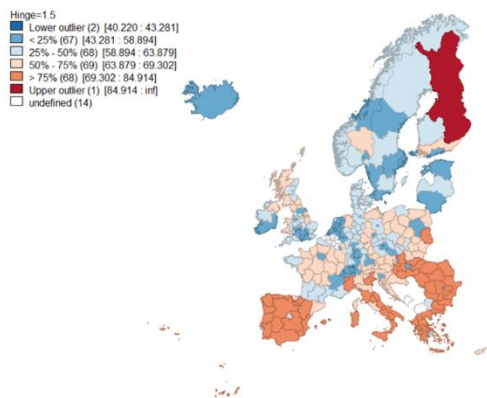 Hinge=1.5
Lower outlier (2) [40.220 : 43.281]
< 25% (67) [43.281 : 58.894]
25% - 50% (68) [58.894 : 63.879]
50% - 75% (69) [63.879 : 69.302]
> 75% (68) [69.302 : 84.914]
Upper outlier (1) [84.914 : inf]
undefined (14)